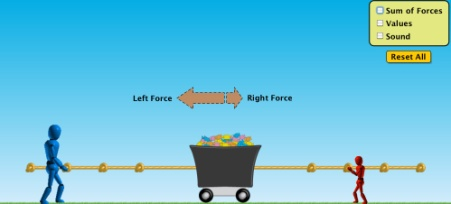 Sum of Forces
Values
Sound
Reset All
Left Force
Right Force